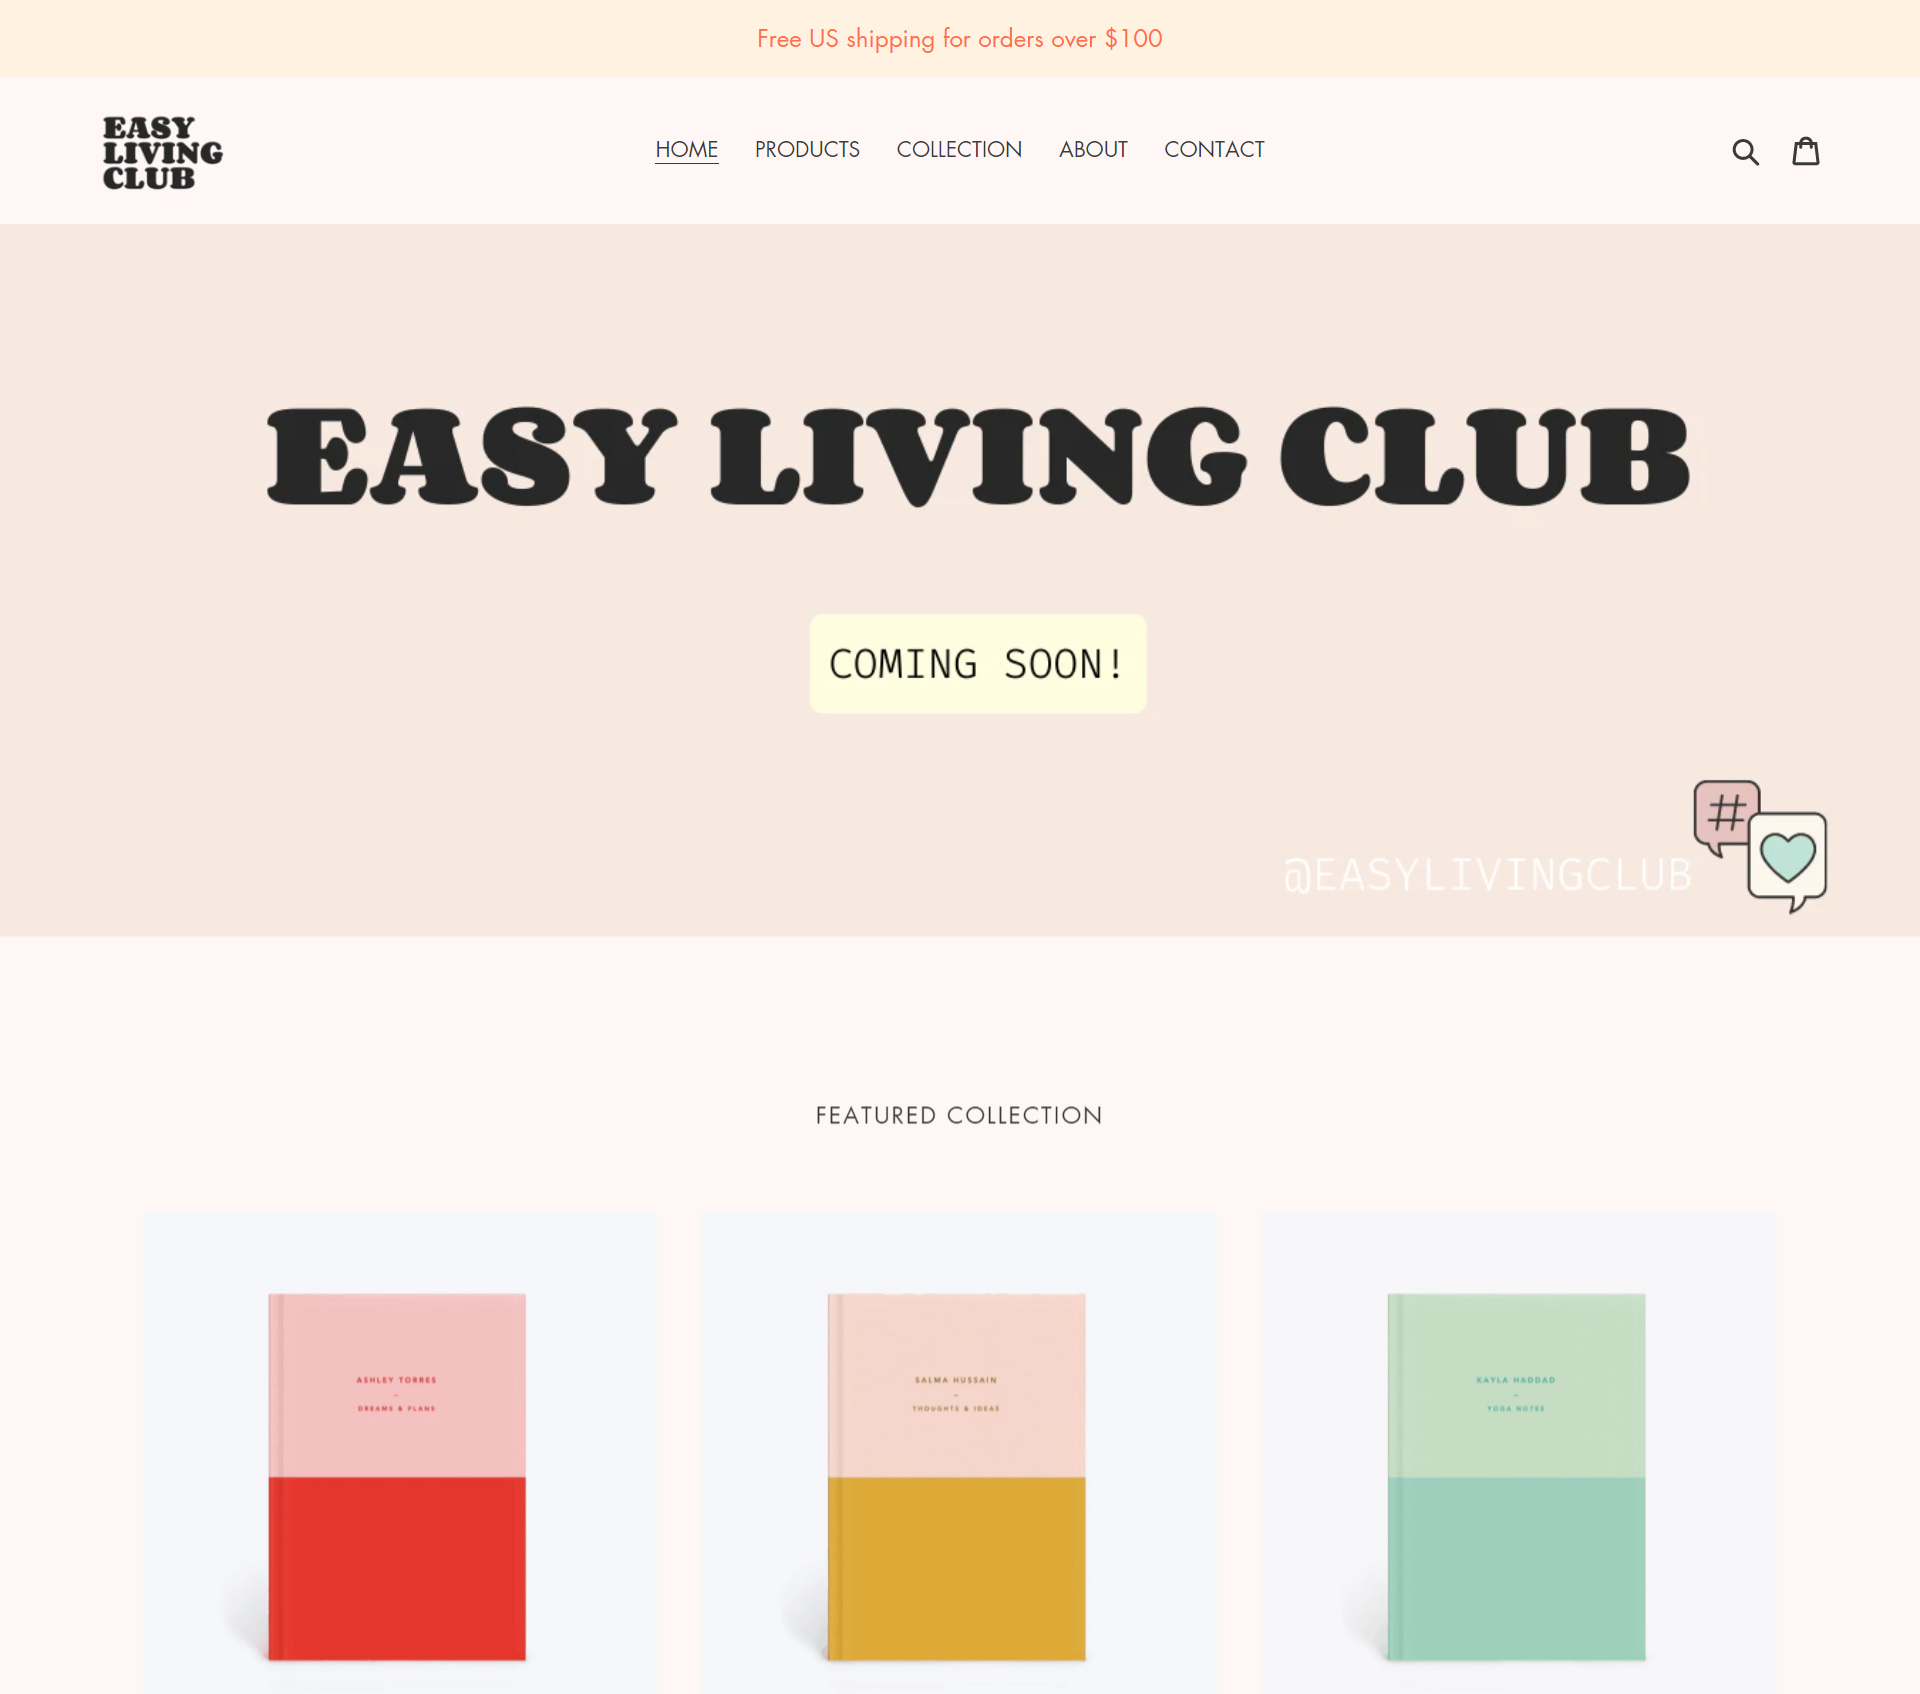 Free US shipping for orders over $100
EASY
LIVING
CLUB
HOME PRODUCTS COLLECTION ABOUT CONTACT
EASY LIVING CLUB
COMING SOON!
#
@EASYLIVINGCLUB
FEATURED COLLECTION
ASHLEY TORRES
–
DREAMS & PLANS
SALMA HUSSAIN
–
THOUGHTS & IDEAS
KAYLA HADDAD
–
YOGA NOTES